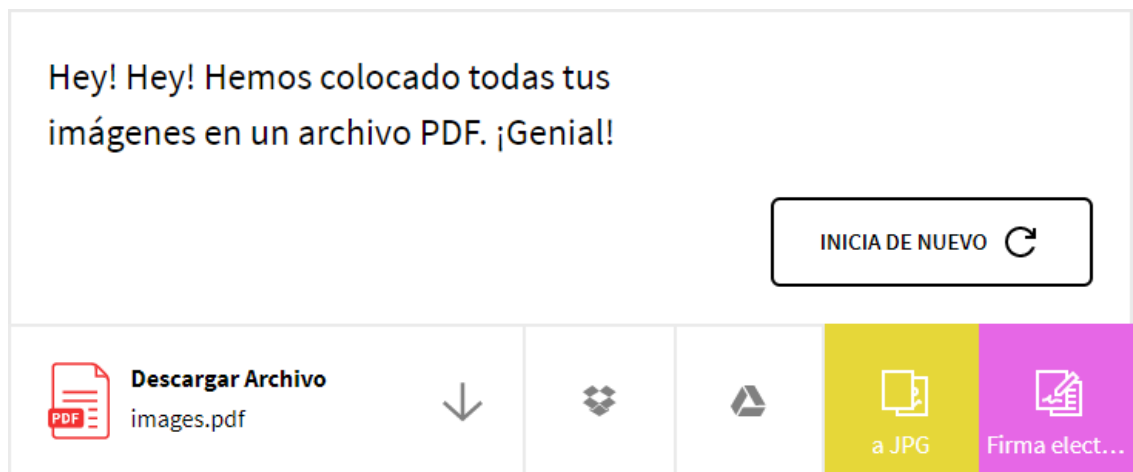 Hey! Hey! Hemos colocado todas tus
imágenes en un archivo PDF. ¡Genial!
INICIA DE NUEVO
Descargar Archivo
images.pdf
PDF
a JPG
Firma elect...